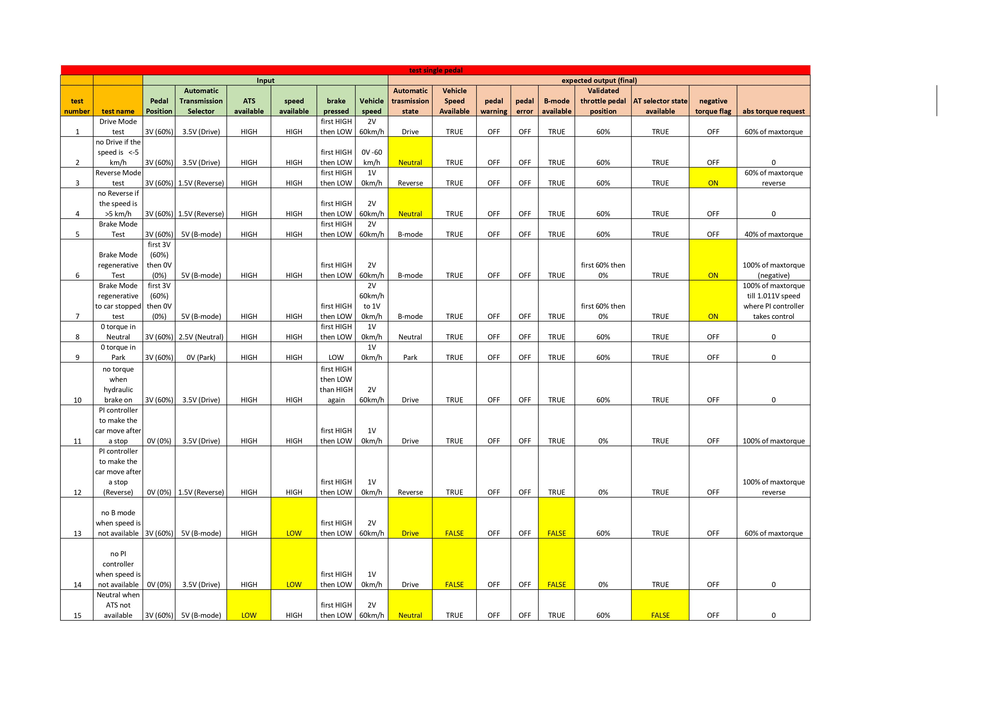 test single pedal
Input expected output (final)
test number test name Pedal Position Automatic Transmission Selector ATS available speed available brake pressed Vehicle speed Automatic trasmission state Vehicle Speed Available pedal warning pedal error B-mode available Validated throttle pedal position AT selector state available negative torque flag abs torque request
1 Drive Mode test 3V (60%) 3.5V (Drive) HIGH HIGH first HIGH then LOW 2V 60km/h Drive TRUE OFF OFF TRUE 60% TRUE OFF 60% of maxtorque
2 no Drive if the speed is <-5 km/h 3V (60%) 3.5V (Drive) HIGH HIGH first HIGH then LOW 0V -60 km/h Neutral TRUE OFF OFF TRUE 60% TRUE OFF 0
3 Reverse Mode test 3V (60%) 1.5V (Reverse) HIGH HIGH first HIGH then LOW 1V 0km/h Reverse TRUE OFF OFF TRUE 60% TRUE ON 60% of maxtorque reverse
4 no Reverse if the speed is >5 km/h 3V (60%) 1.5V (Reverse) HIGH HIGH first HIGH then LOW 2V 60km/h Neutral TRUE OFF OFF TRUE 60% TRUE OFF 0
5 Brake Mode Test 3V (60%) 5V (B-mode) HIGH HIGH first HIGH then LOW 2V 60km/h B-mode TRUE OFF OFF TRUE 60% TRUE OFF 40% of maxtorque
6 Brake Mode regenerative Test first 3V (60%) then 0V (0%) 5V (B-mode) HIGH HIGH first HIGH then LOW 2V 60km/h B-mode TRUE OFF OFF TRUE first 60% then 0% TRUE ON 100% of maxtorque (negative)
7 Brake Mode regenerative to car stopped test first 3V (60%) then 0V (0%) 5V (B-mode) HIGH HIGH first HIGH then LOW 2V 60km/h to 1V 0km/h B-mode TRUE OFF OFF TRUE first 60% then 0% TRUE ON 100% of maxtorque till 1.011V speed where PI controller takes control
8 0 torque in Neutral 3V (60%) 2.5V (Neutral) HIGH HIGH first HIGH then LOW 1V 0km/h Neutral TRUE OFF OFF TRUE 60% TRUE OFF 0
9 0 torque in Park 3V (60%) 0V (Park) HIGH HIGH LOW 1V 0km/h Park TRUE OFF OFF TRUE 60% TRUE OFF 0
10 no torque when hydraulic brake on 3V (60%) 3.5V (Drive) HIGH HIGH first HIGH then LOW than HIGH again 2V 60km/h Drive TRUE OFF OFF TRUE 60% TRUE OFF 0
11 PI controller to make the car move after a stop 0V (0%) 3.5V (Drive) HIGH HIGH first HIGH then LOW 1V 0km/h Drive TRUE OFF OFF TRUE 0% TRUE OFF 100% of maxtorque
12 PI controller to make the car move after a stop (Reverse) 0V (0%) 1.5V (Reverse) HIGH HIGH first HIGH then LOW 1V 0km/h Reverse TRUE OFF OFF TRUE 0% TRUE OFF 100% of maxtorque reverse
13 no B mode when speed is not available 3V (60%) 5V (B-mode) HIGH LOW first HIGH then LOW 2V 60km/h Drive FALSE OFF OFF FALSE 60% TRUE OFF 60% of maxtorque
14 no PI controller when speed is not available 0V (0%) 3.5V (Drive) HIGH LOW first HIGH then LOW 1V 0km/h Drive FALSE OFF OFF FALSE 0% TRUE OFF 0
15 Neutral when ATS not available 3V (60%) 5V (B-mode) LOW HIGH first HIGH then LOW 2V 60km/h Neutral TRUE OFF OFF TRUE 60% FALSE OFF 0